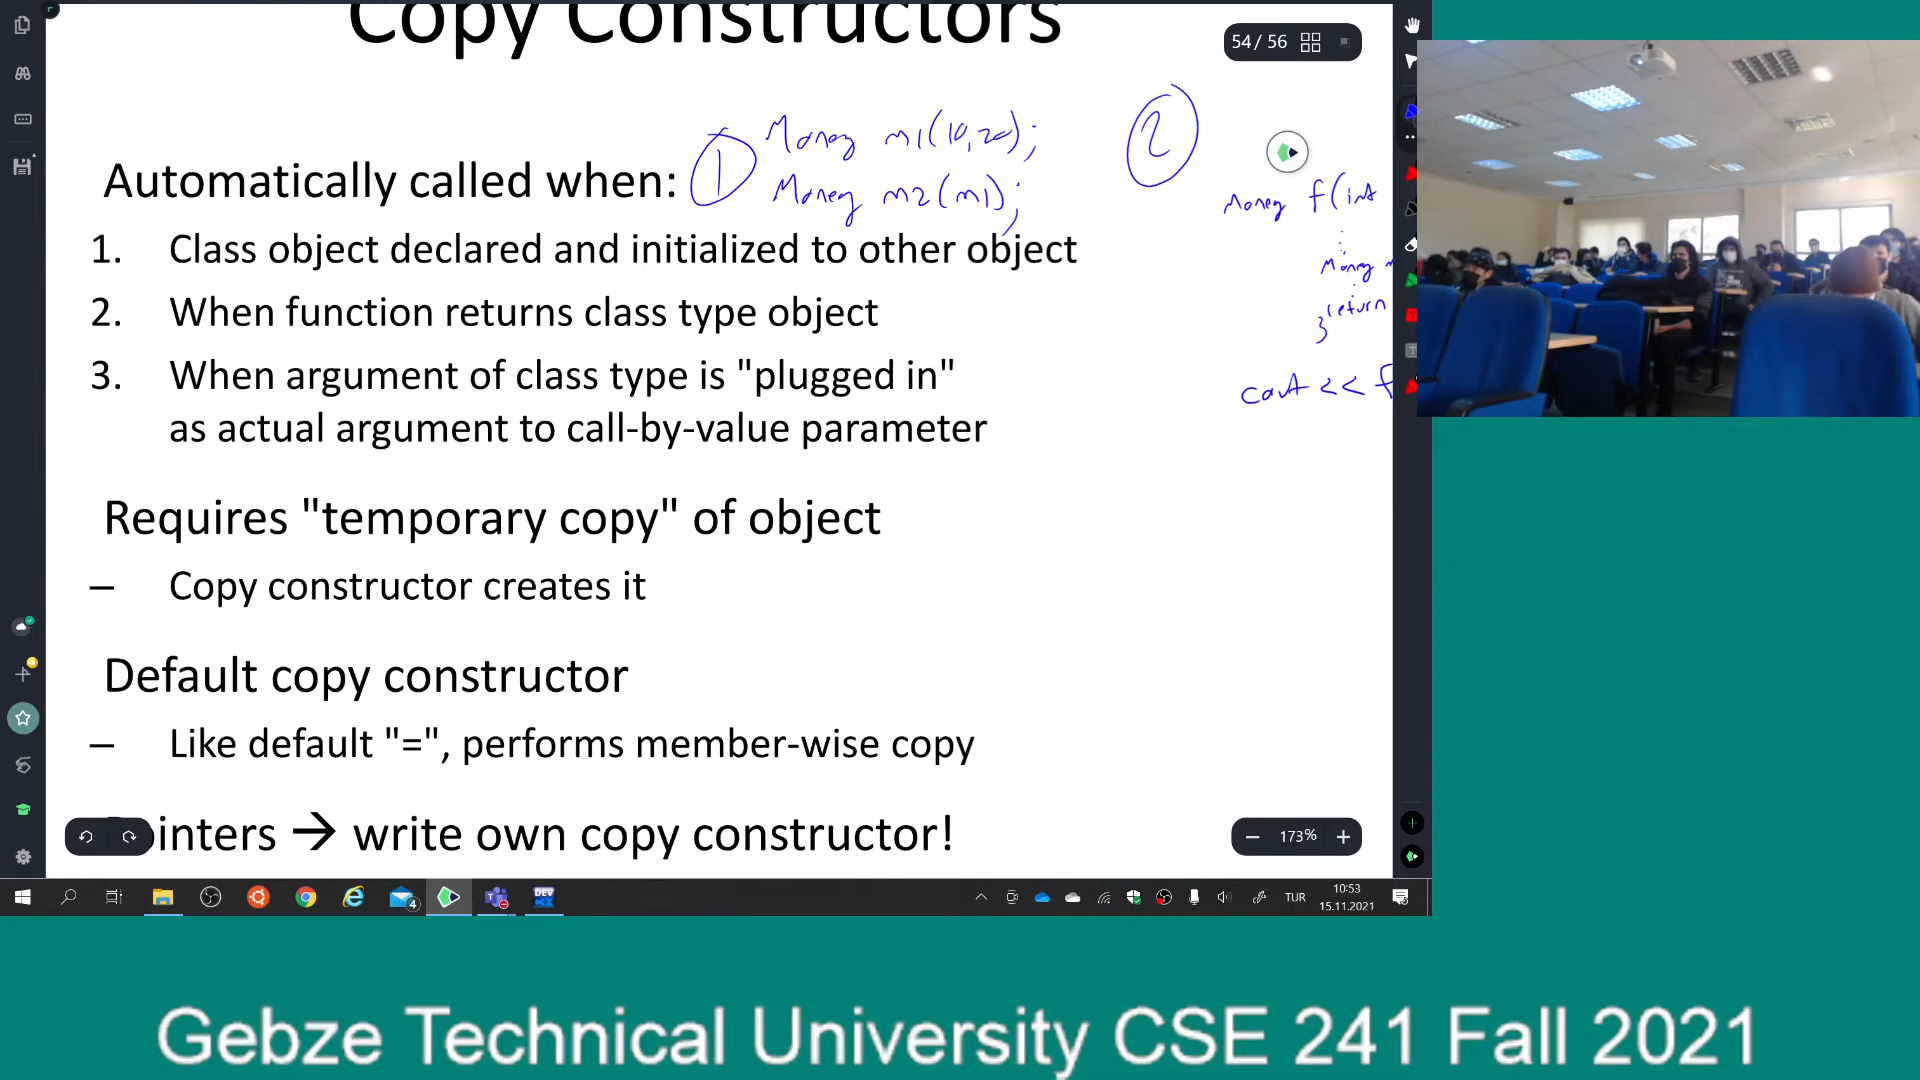 Copy Constructors
54 / 56
1 Money m1(10,20);
Money m2(m1);
2
Money f(int
Money m
return
}
cout << f
Automatically called when:
1. Class object declared and initialized to other object
2. When function returns class type object
3. When argument of class type is "plugged in"
as actual argument to call-by-value parameter
Requires "temporary copy" of object
– Copy constructor creates it
Default copy constructor
– Like default "=", performs member-wise copy
inters → write own copy constructor!
173%
4
DEV
TUR
10:53
15.11.2021
Gebze Technical University CSE 241 Fall 2021